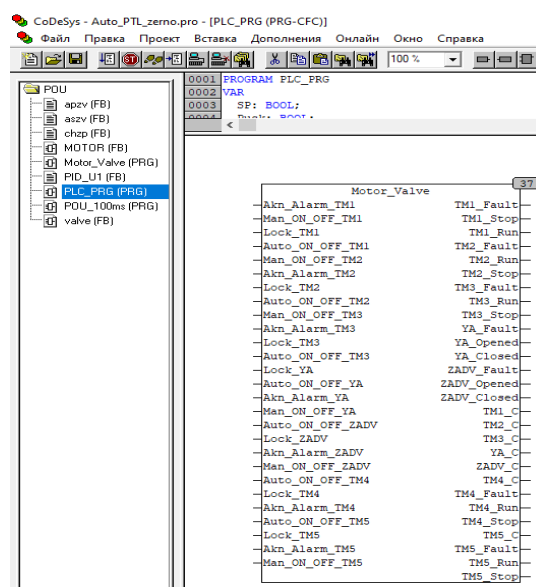 CoDeSys - Auto_PTL_zerno.pro - [PLC_PRG (PRG-CFC)]
Файл Правка Проект Вставка Дополнения Онлайн Окно Справка
100 %
POU
apzv (FB)
aszv (FB)
chzp (FB)
MOTOR (FB)
Motor_Valve (PRG)
PID_U1 (FB)
PLC_PRG (PRG)
POU_100ms (PRG)
valve (FB)
0001 PROGRAM PLC_PRG
0002 VAR
0003 SP: BOOL;
0004 Pusk: BOOL;
37
Motor_Valve
Akn_Alarm_TM1 TM1_Fault
Man_ON_OFF_TM1 TM1_Stop
Lock_TM1 TM1_Run
Auto_ON_OFF_TM1 TM2_Fault
Man_ON_OFF_TM2 TM2_Run
Akn_Alarm_TM2 TM2_Stop
Lock_TM2 TM3_Fault
Auto_ON_OFF_TM2 TM3_Run
Man_ON_OFF_TM3 TM3_Stop
Akn_Alarm_TM3 YA_Fault
Lock_TM3 YA_Opened
Auto_ON_OFF_TM3 YA_Closed
Lock_YA ZADV_Fault
Auto_ON_OFF_YA ZADV_Opened
Akn_Alarm_YA ZADV_Closed
Man_ON_OFF_YA TM1_C
Auto_ON_OFF_ZADV TM2_C
Lock_ZADV TM3_C
Akn_Alarm_ZADV YA_C
Man_ON_OFF_ZADV ZADV_C
Auto_ON_OFF_TM4 TM4_C
Lock_TM4 TM4_Fault
Akn_Alarm_TM4 TM4_Run
Auto_ON_OFF_TM5 TM4_Stop
Lock_TM5 TM5_C
Akn_Alarm_TM5 TM5_Fault
Man_ON_OFF_TM5 TM5_Run
TM5_Stop